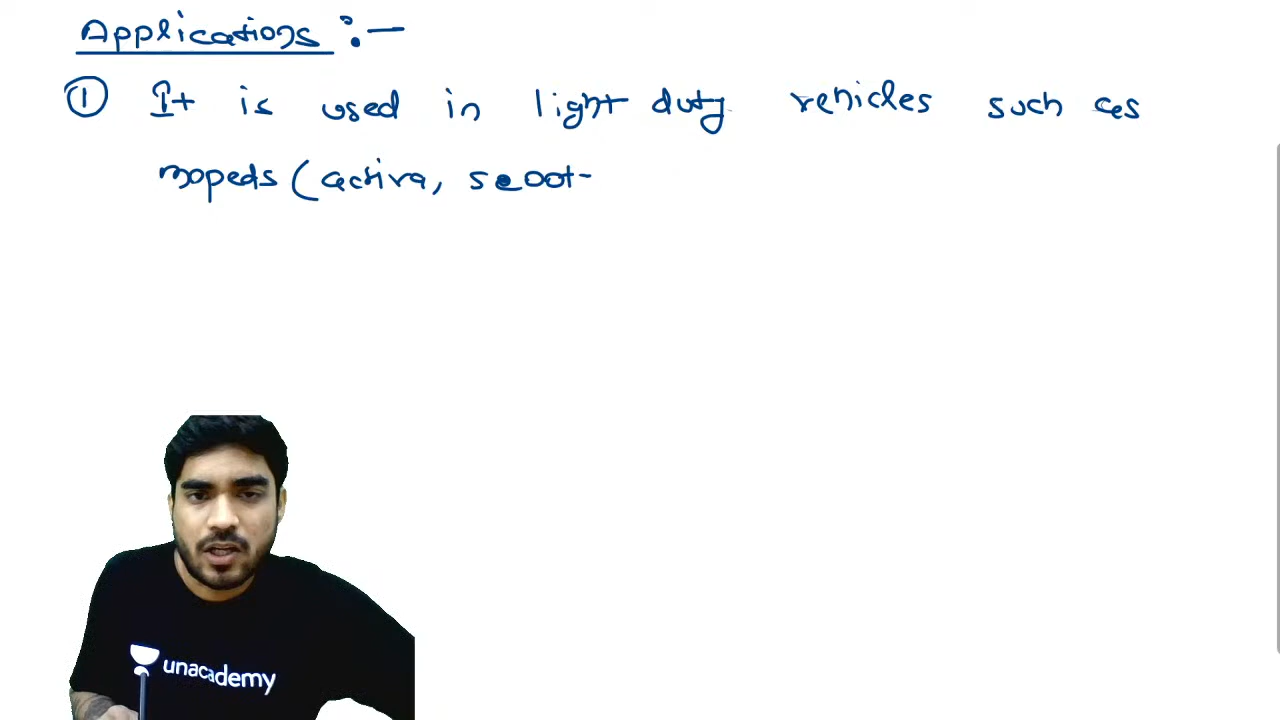 Applications :-
① It is used in light duty vehicles such as
mopeds (activa, scoot
unacademy